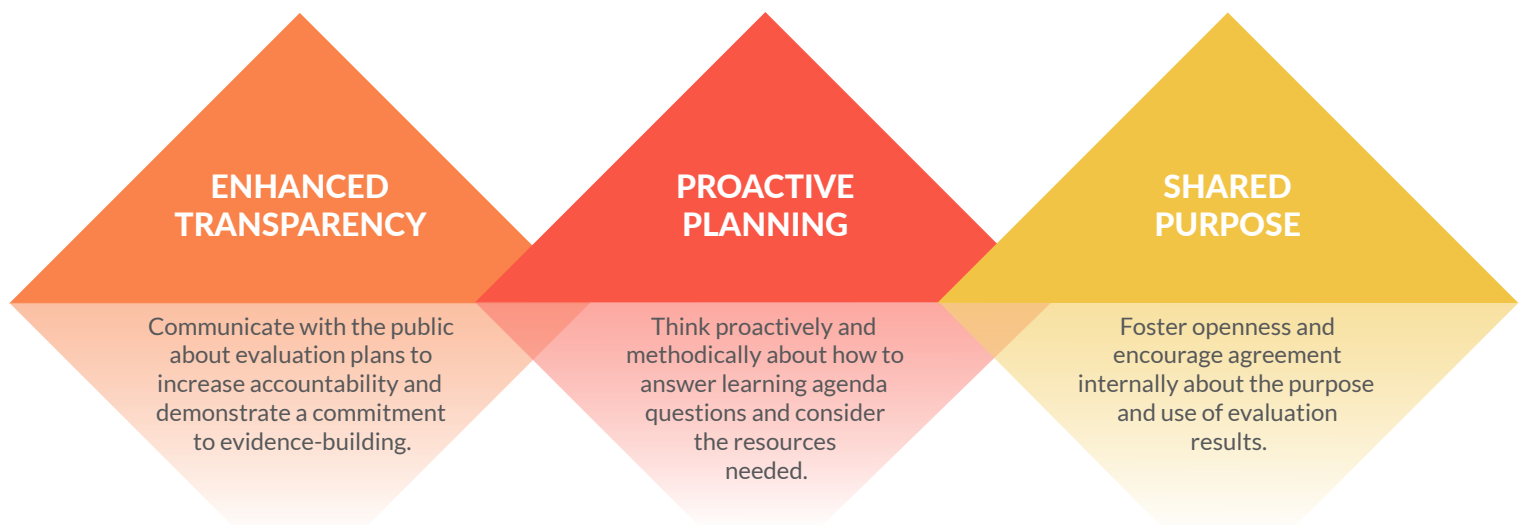 ENHANCED
TRANSPARENCY
Communicate with the public
about evaluation plans to
increase accountability and
demonstrate a commitment
to evidence-building.
PROACTIVE
PLANNING
Think proactively and
methodically about how to
answer learning agenda
questions and consider
the resources
needed.
SHARED
PURPOSE
Foster openness and
encourage agreement
internally about the purpose
and use of evaluation
results.